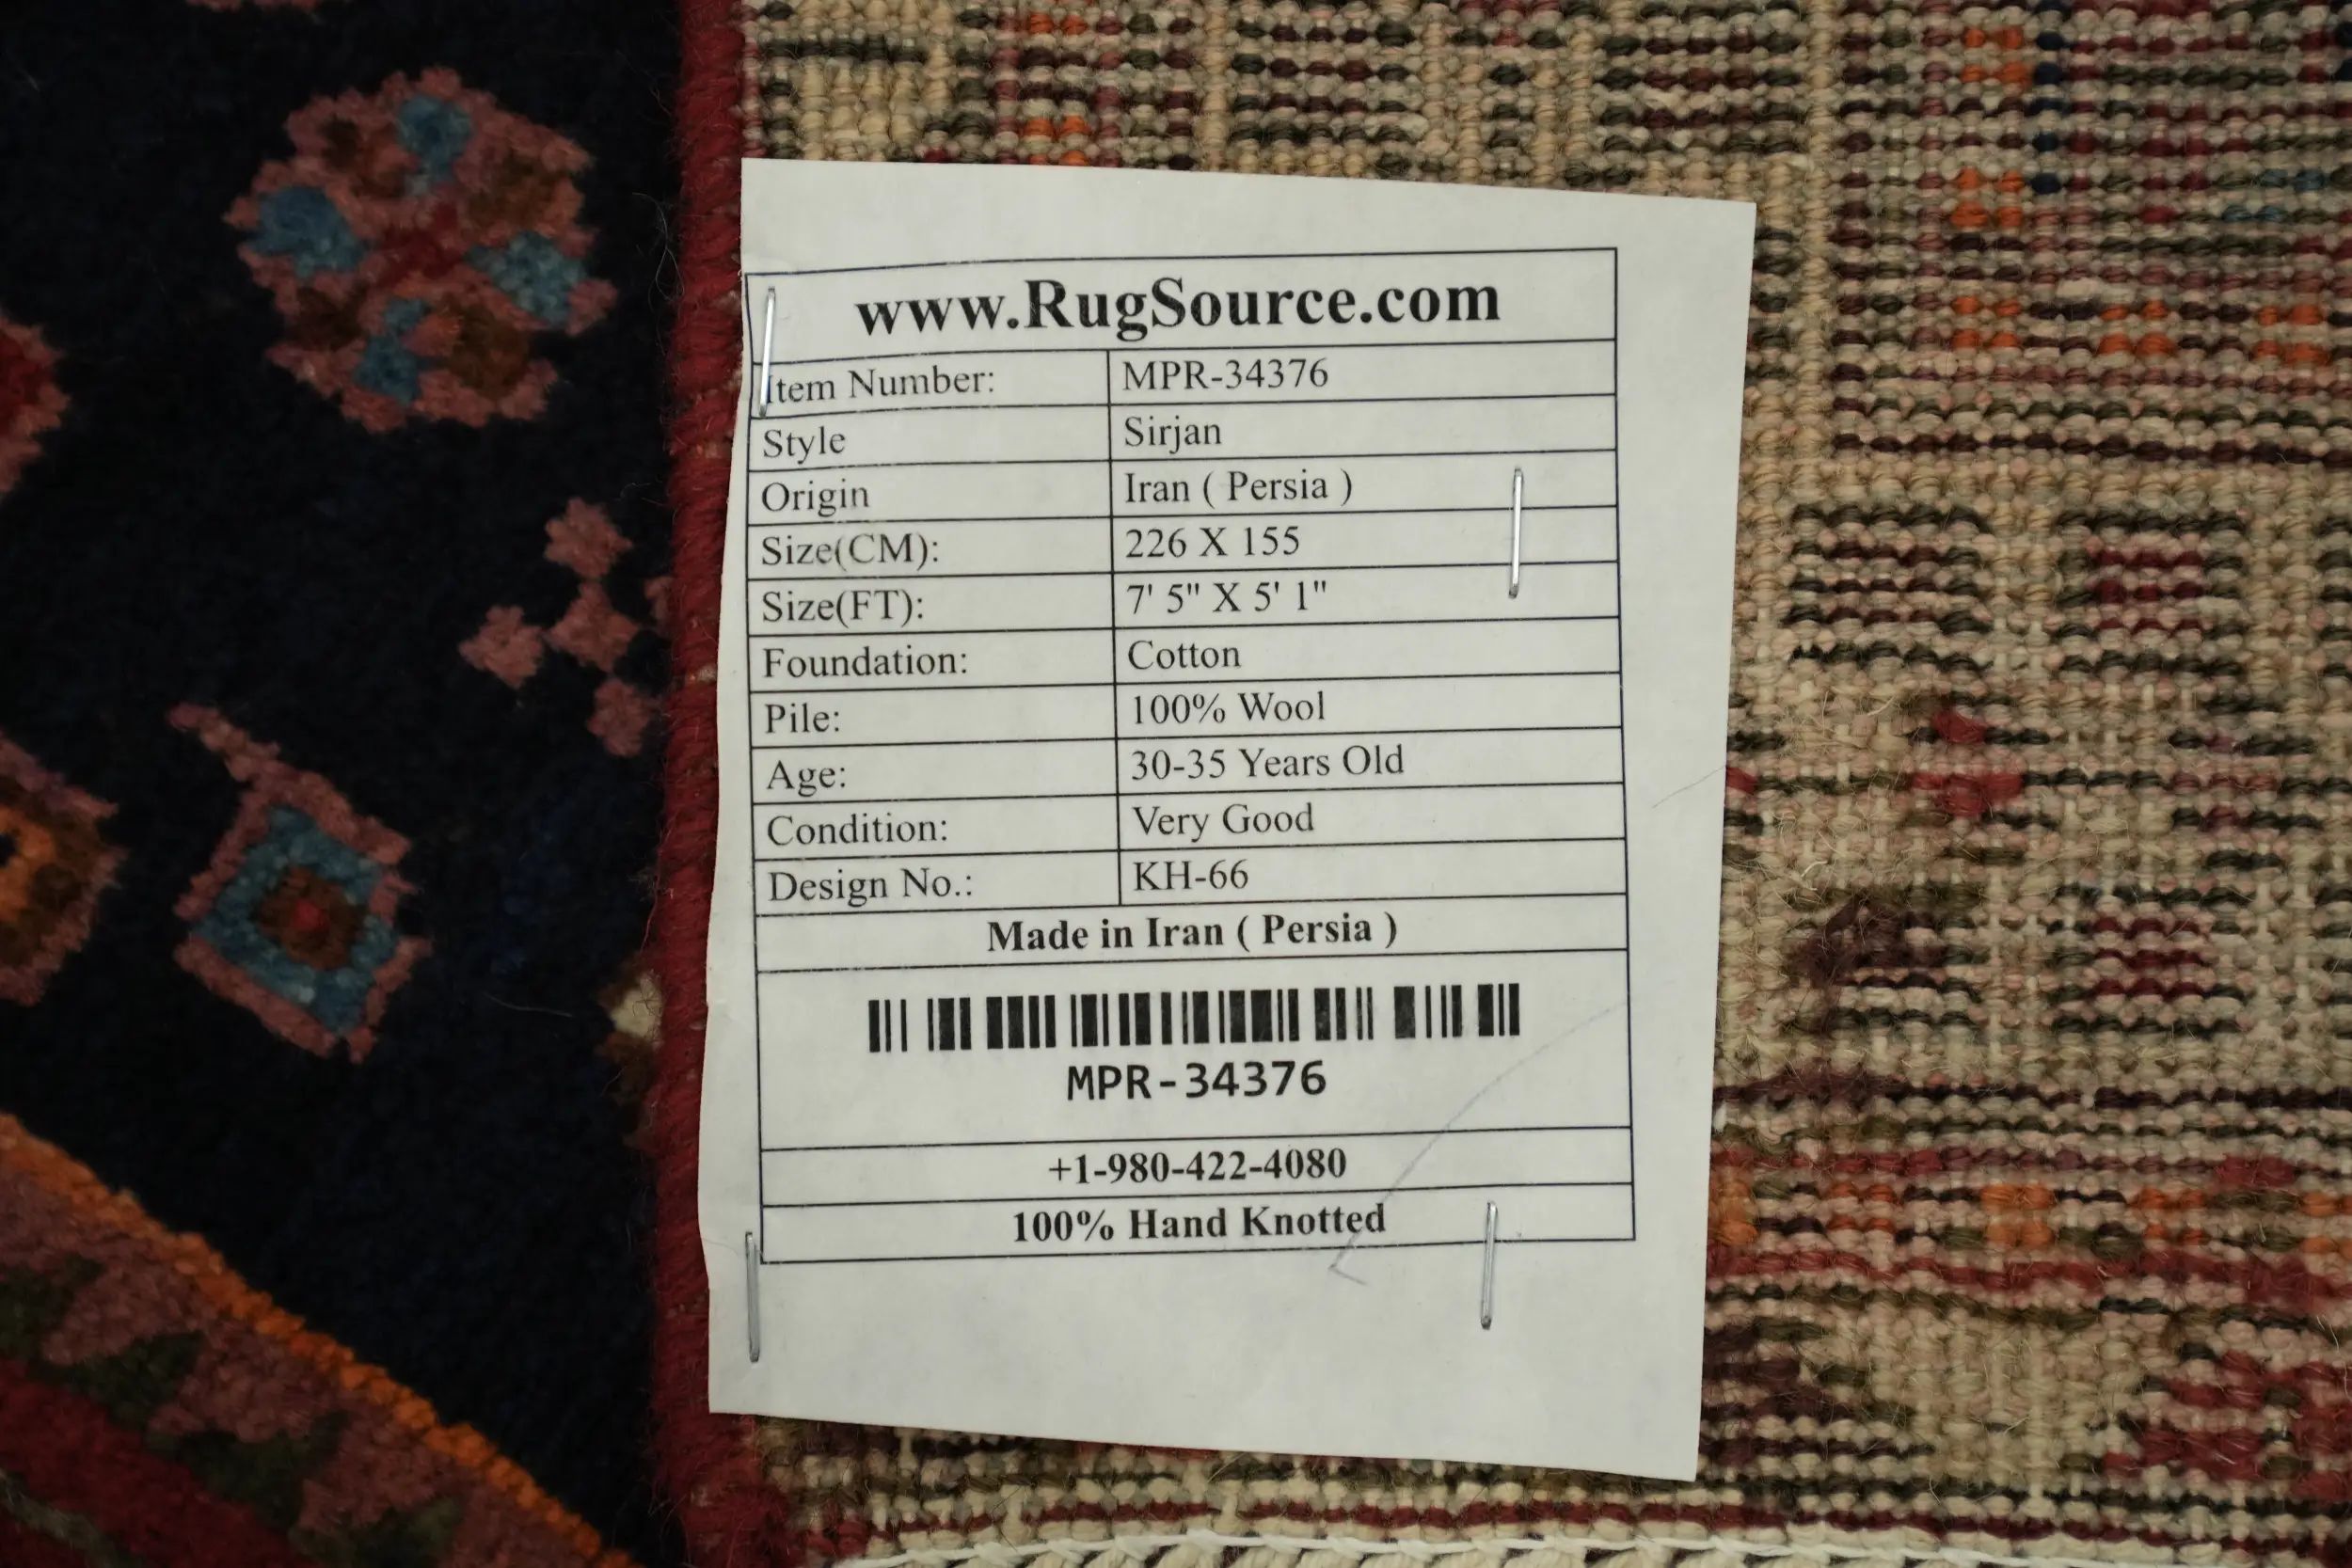 www.RugSource.com
Item Number: MPR-34376
Style Sirjan
Origin Iran ( Persia )
Size(CM): 226 X 155
Size(FT): 7' 5" X 5' 1"
Foundation: Cotton
Pile: 100% Wool
Age: 30-35 Years Old
Condition: Very Good
Design No.: KH-66
Made in Iran ( Persia )
MPR-34376
+1-980-422-4080
100% Hand Knotted